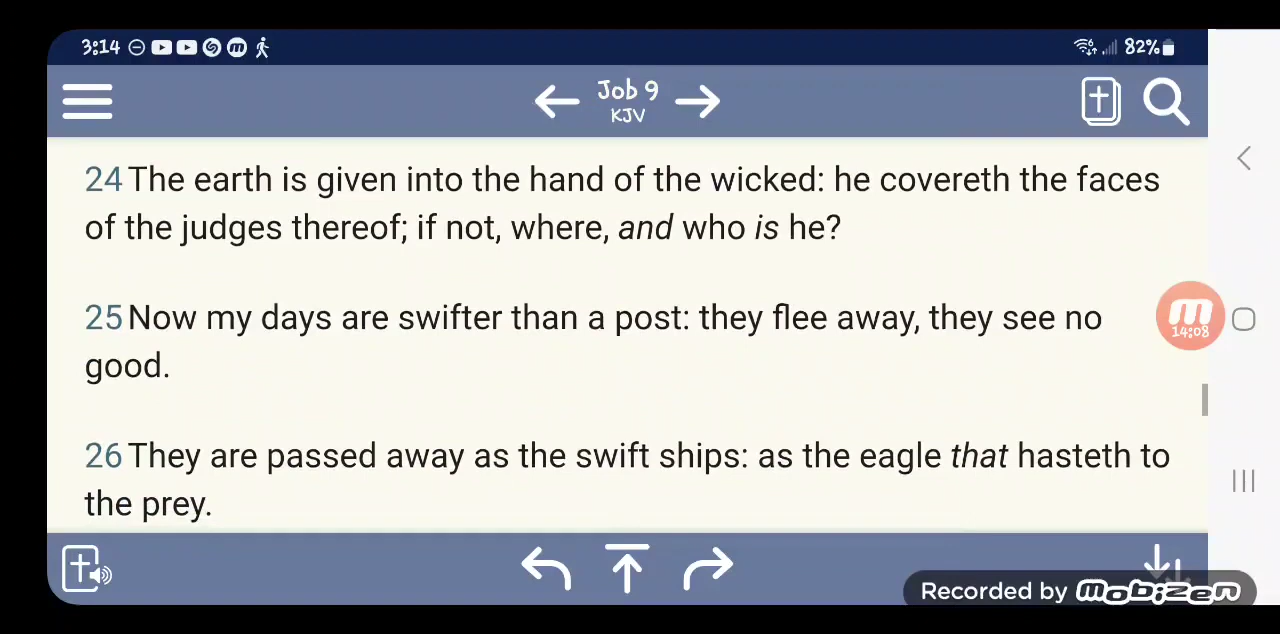 3:14 82%
Job 9
KJV
24 The earth is given into the hand of the wicked: he covereth the faces
of the judges thereof; if not, where, and who is he?
25 Now my days are swifter than a post: they flee away, they see no
good.
14:08
26 They are passed away as the swift ships: as the eagle that hasteth to
the prey.
Recorded by mobizen